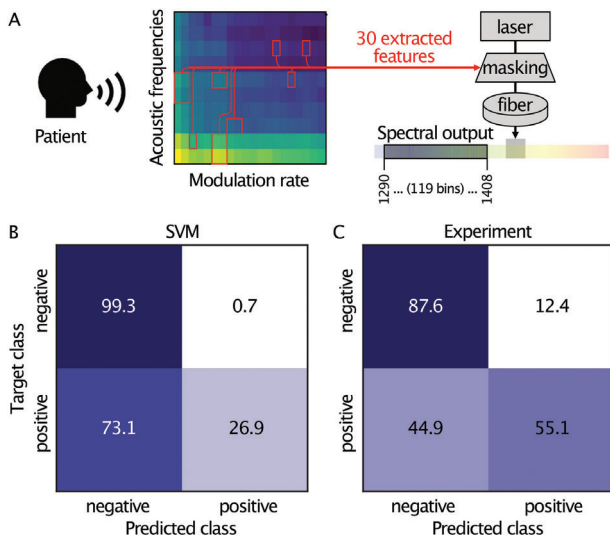 A
Patient
Acoustic frequencies
Modulation rate
30 extracted
features
laser
masking
fiber
Spectral output
1290 ... (119 bins) ... 1408
B
SVM
Target class
negative
positive
99.3
0.7
73.1
26.9
negative
positive
Predicted class
C
Experiment
87.6
12.4
44.9
55.1
negative
positive
Predicted class